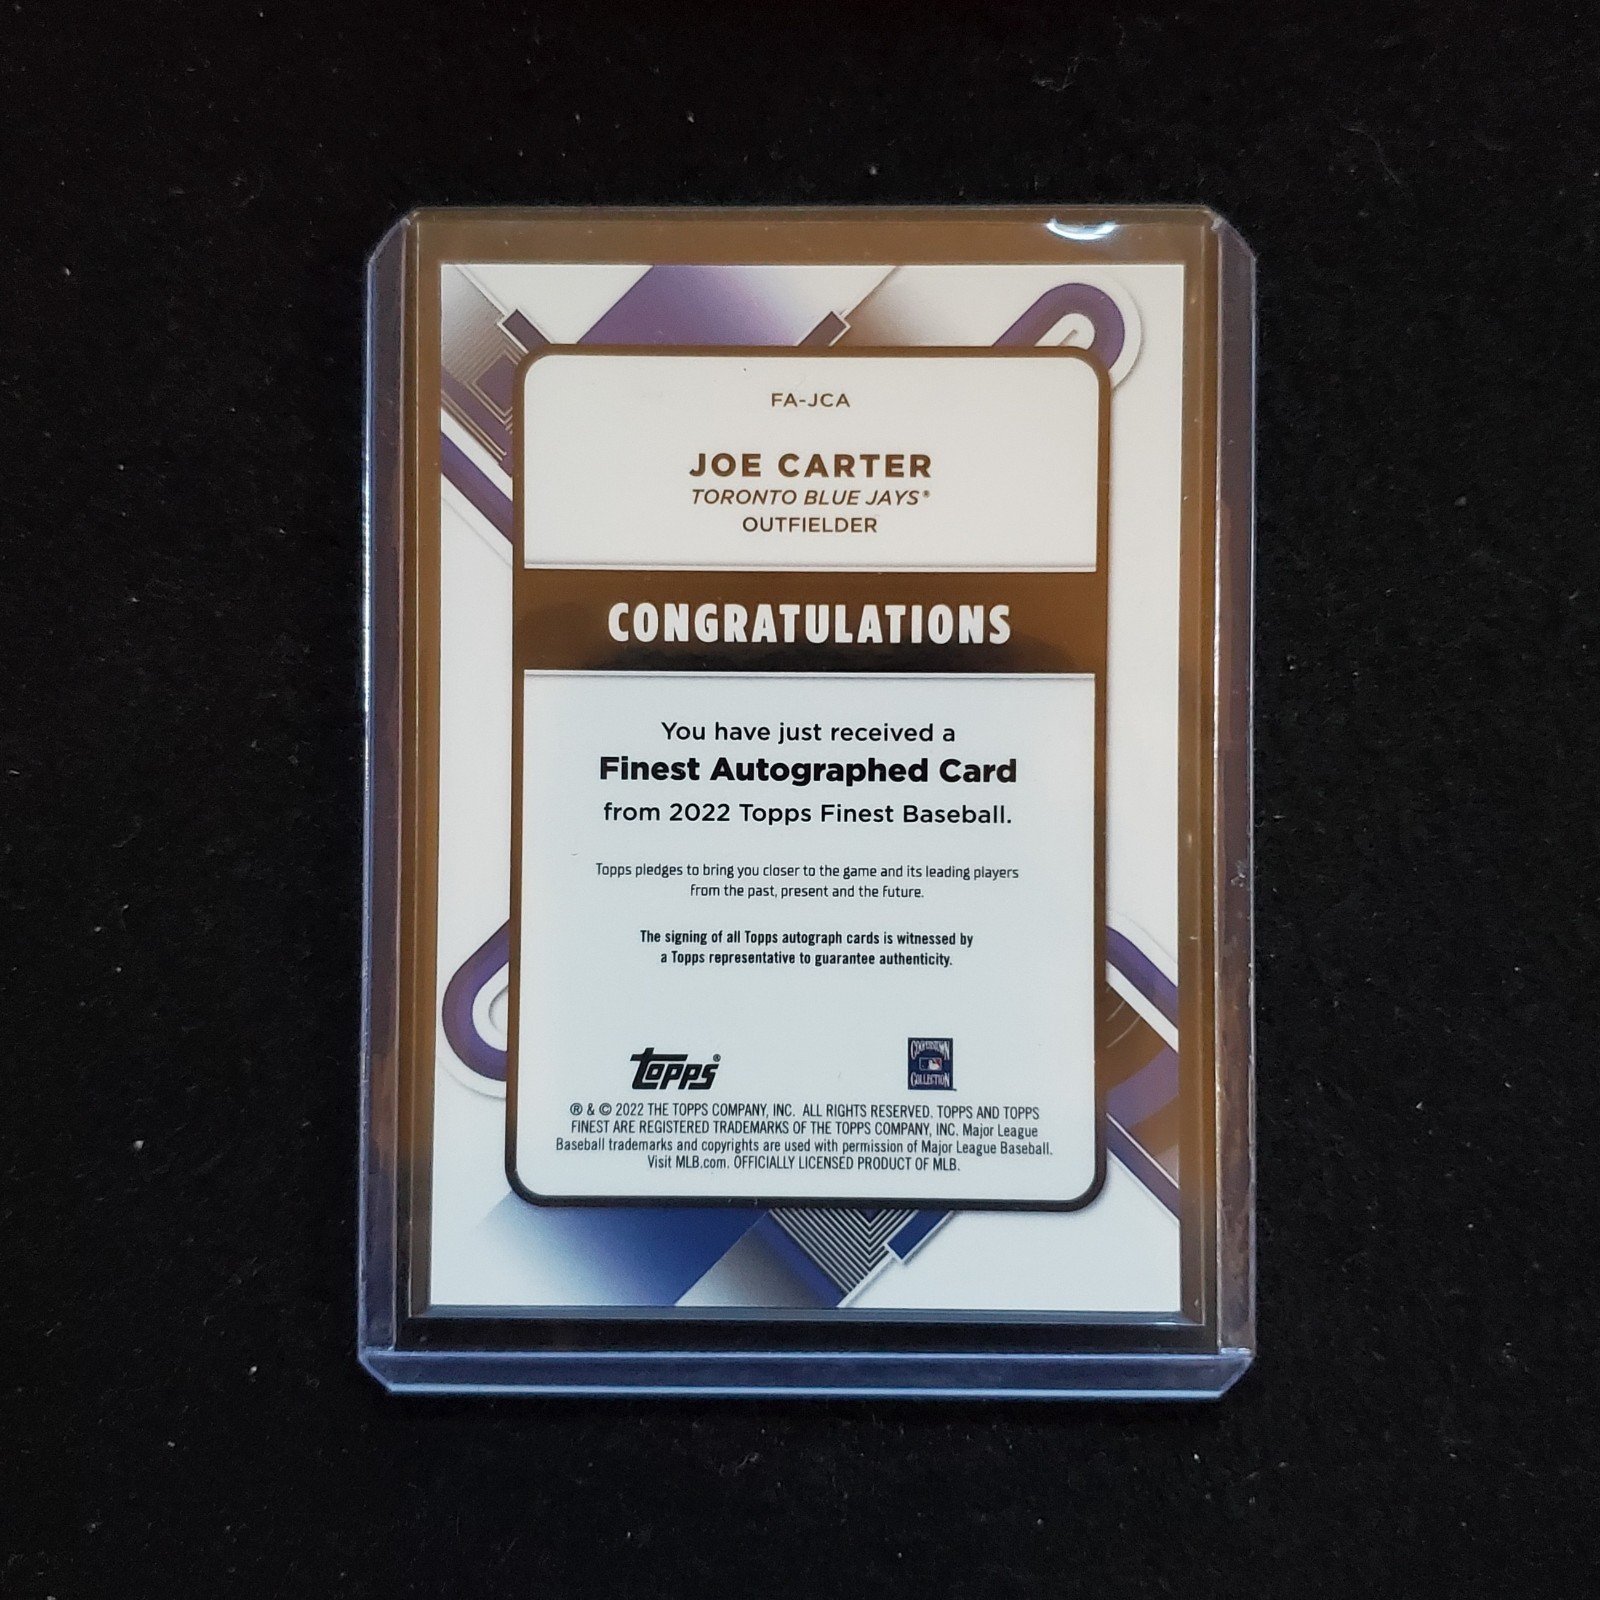 FA-JCA
JOE CARTER
TORONTO BLUE JAYS®
OUTFIELDER
CONGRATULATIONS
You have just received a
Finest Autographed Card
from 2022 Topps Finest Baseball.
Topps pledges to bring you closer to the game and its leading players
from the past, present and the future.
The signing of all Topps autograph cards is witnessed by
a Topps representative to guarantee authenticity.
Topps®
COOPERSTOWN
COLLECTION
® & © 2022 THE TOPPS COMPANY, INC. ALL RIGHTS RESERVED. TOPPS AND TOPPS
FINEST ARE REGISTERED TRADEMARKS OF THE TOPPS COMPANY, INC. Major League
Baseball trademarks and copyrights are used with permission of Major League Baseball.
Visit MLB.com. OFFICIALLY LICENSED PRODUCT OF MLB.